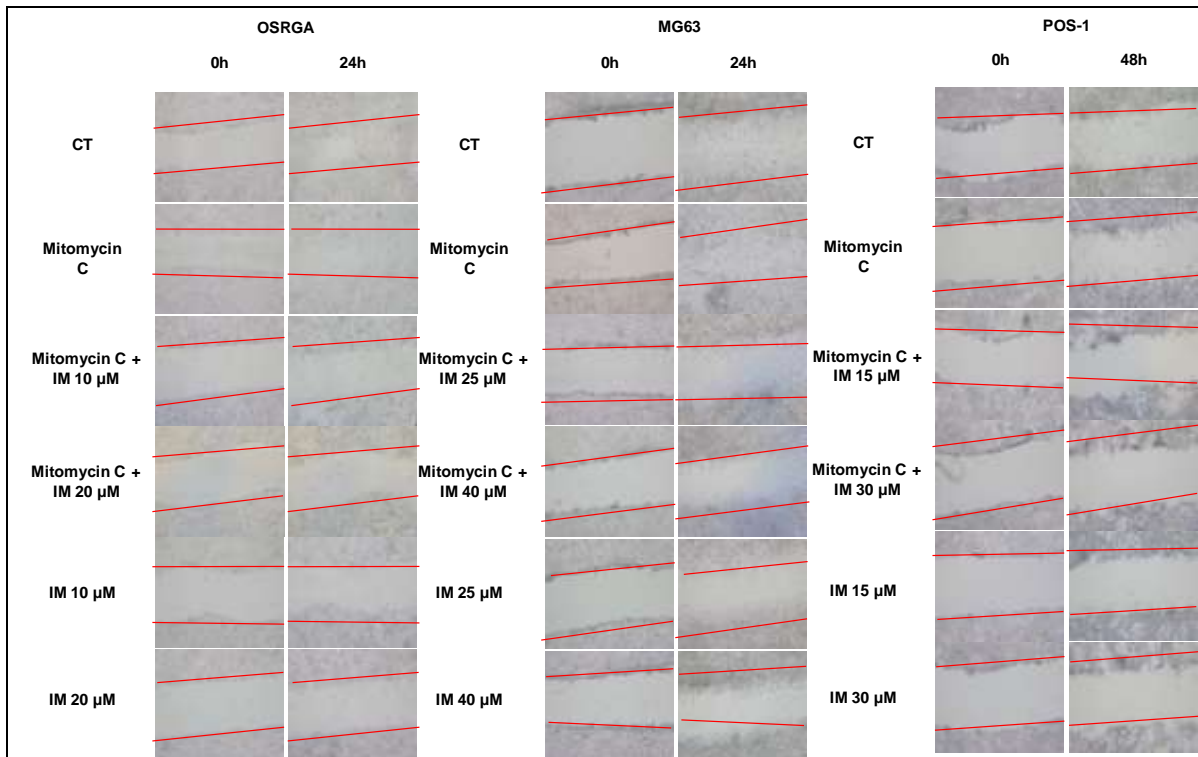 OSRGA
MG63
POS-1
0h
24h
0h
24h
0h
48h
CT
CT
CT
Mitomycin
C
Mitomycin
C
Mitomycin
C
Mitomycin C +
IM 10 µM
Mitomycin C +
IM 25 µM
Mitomycin C +
IM 15 µM
Mitomycin C +
IM 20 µM
Mitomycin C +
IM 40 µM
Mitomycin C +
IM 30 µM
IM 10 µM
IM 25 µM
IM 15 µM
IM 20 µM
IM 40 µM
IM 30 µM